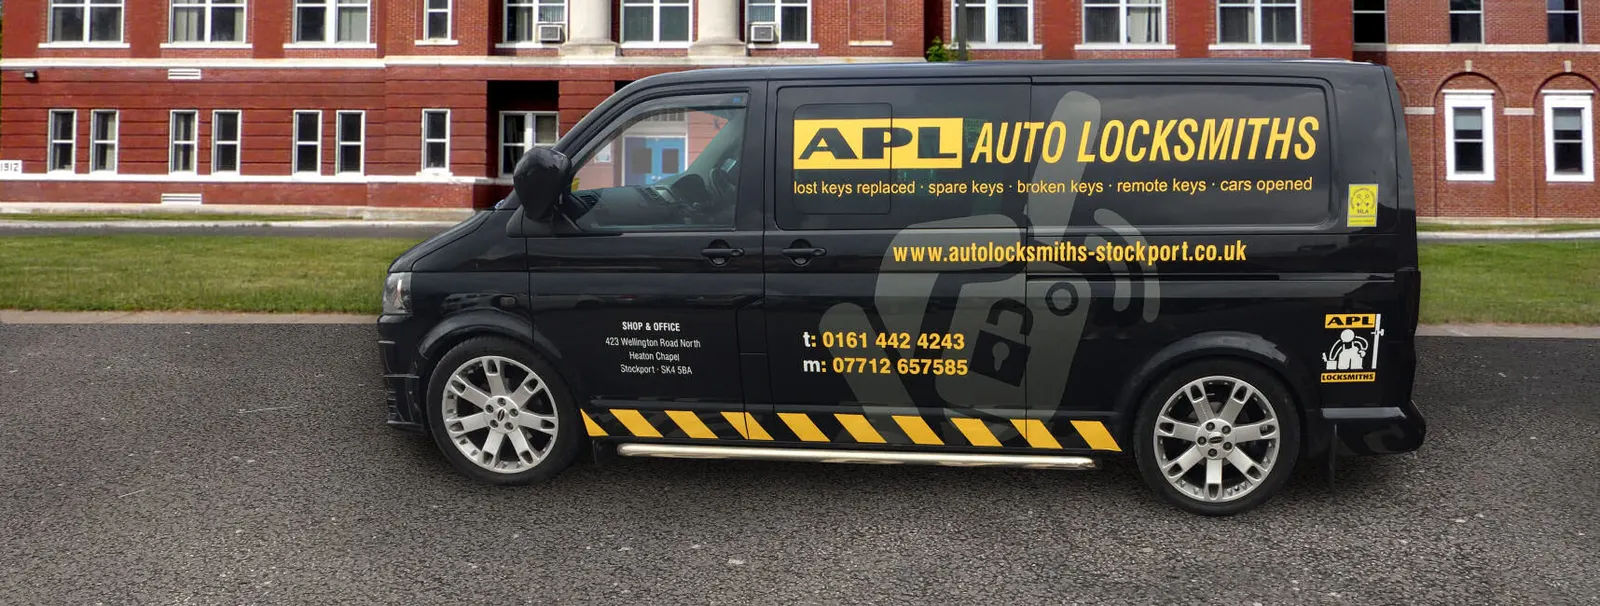 APL AUTO LOCKSMITHS
lost keys replaced · spare keys · broken keys · remote keys · cars opened
www.autolocksmiths-stockport.co.uk
SHOP & OFFICE
423 Wellington Road North
Heaton Chapel
Stockport · SK4 5BA
t: 0161 442 4243
m: 07712 657585
APL
LOCKSMITHS
MLA
1912